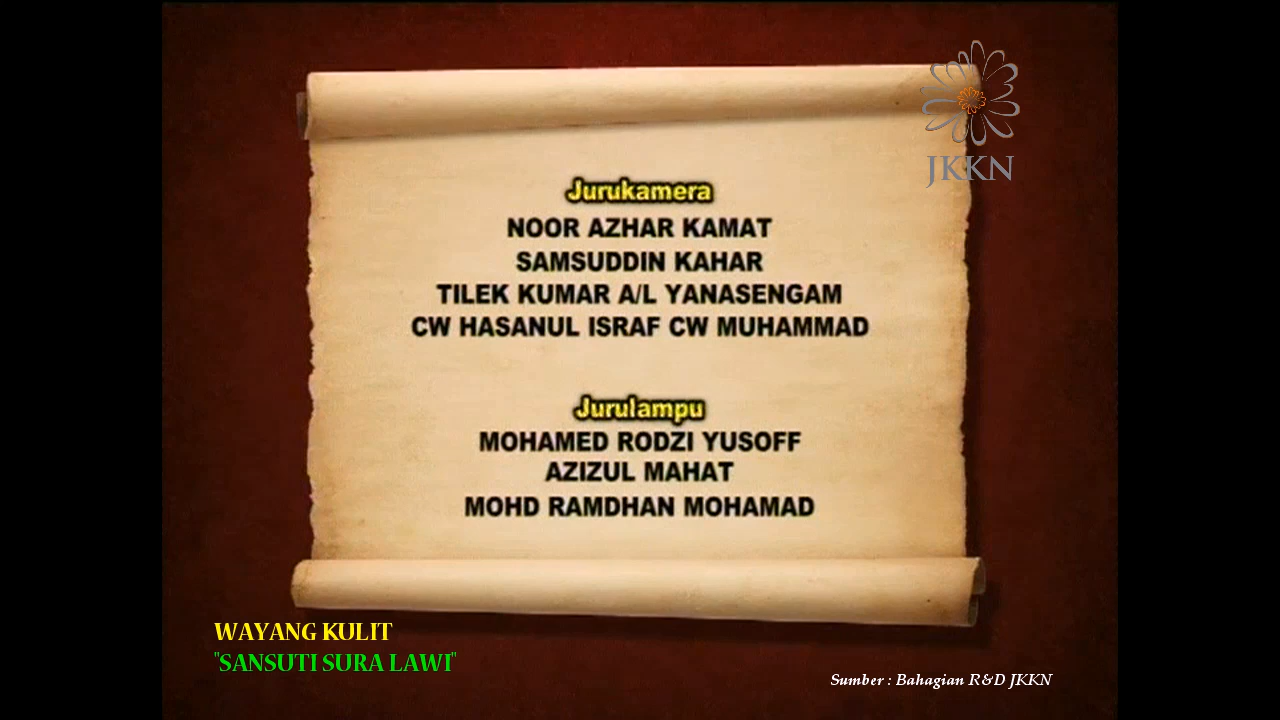 JKKN
Jurukamera
NOOR AZHAR KAMAT
SAMSUDDIN KAHAR
TILEK KUMAR A/L YANASENGAM
CW HASANUL ISRAF CW MUHAMMAD
Jurulampu
MOHAMED RODZI YUSOFF
AZIZUL MAHAT
MOHD RAMDHAN MOHAMAD
WAYANG KULIT
"SANSUTI SURA LAWI"
Sumber : Bahagian R&D JKKN